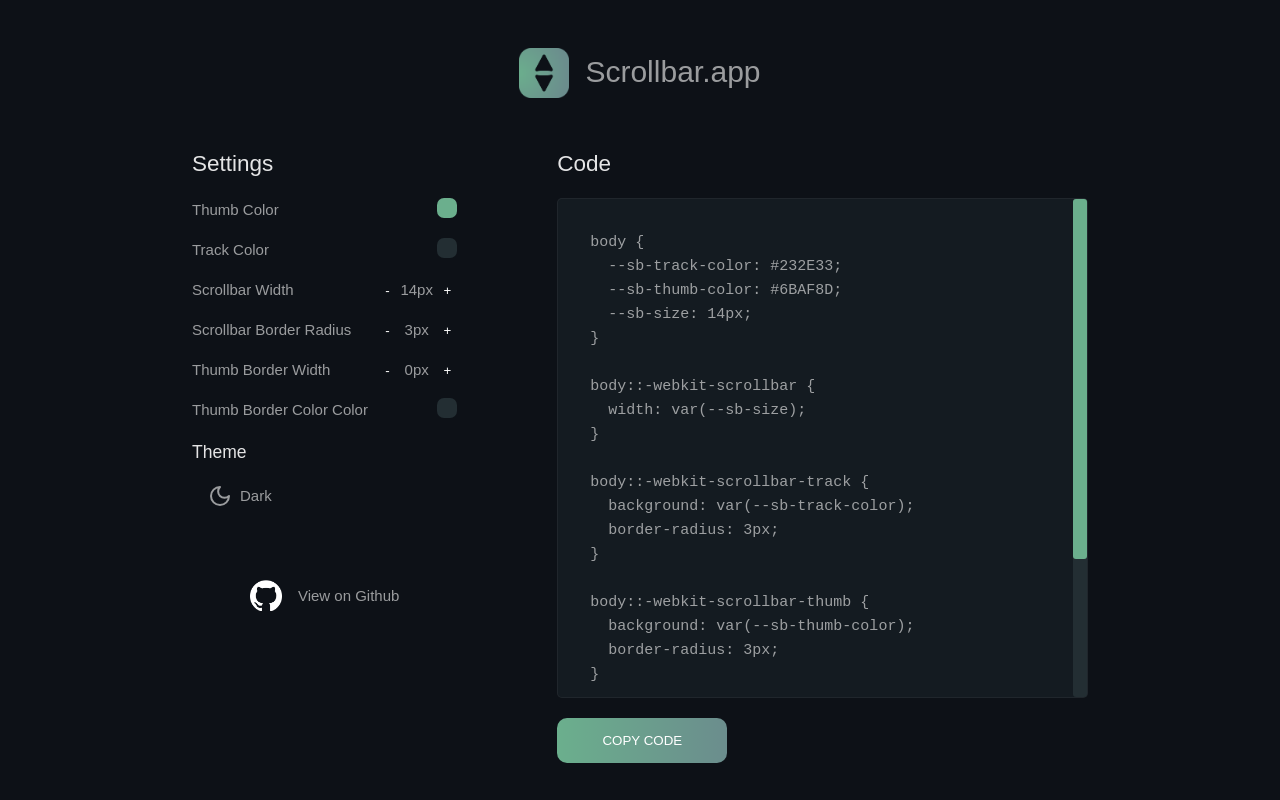 Scrollbar.app
Settings
Thumb Color
Track Color
Scrollbar Width - 14px +
Scrollbar Border Radius - 3px +
Thumb Border Width - 0px +
Thumb Border Color Color
Theme
Dark
View on Github
Code
body {
  --sb-track-color: #232E33;
  --sb-thumb-color: #6BAF8D;
  --sb-size: 14px;
}

body::-webkit-scrollbar {
  width: var(--sb-size);
}

body::-webkit-scrollbar-track {
  background: var(--sb-track-color);
  border-radius: 3px;
}

body::-webkit-scrollbar-thumb {
  background: var(--sb-thumb-color);
  border-radius: 3px;
}
COPY CODE